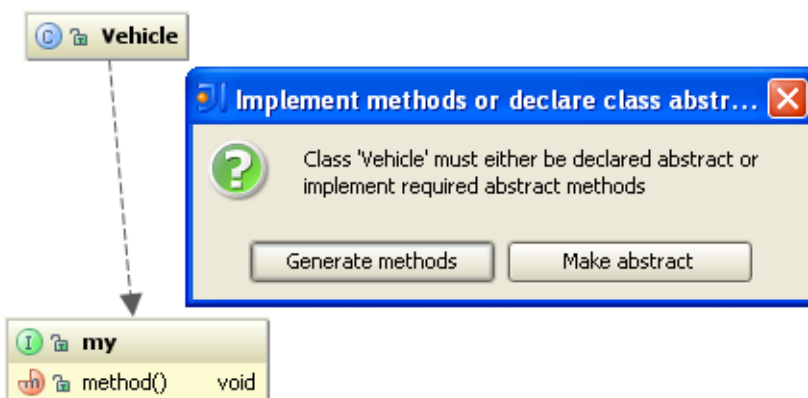 Vehicle
Implement methods or declare class abstr...
Class 'Vehicle' must either be declared abstract or
implement required abstract methods
Generate methods Make abstract
my
method() void